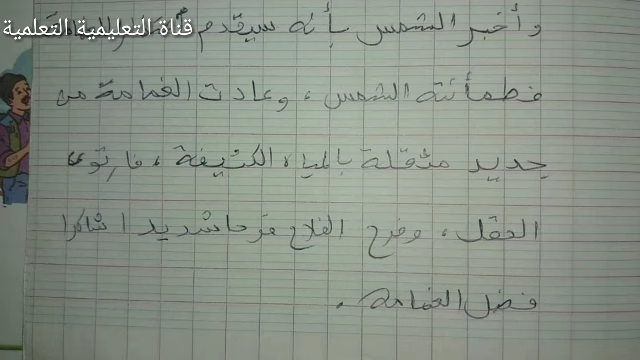 قناة التعليمية التعلمية
وأخبر الشمس بأنه سيقدم
فطمأنته الشمس، وعادت الغمامة من
جديد مثقلة بالمياه الكثيفة، فارتوى
الحقل، وفرح الفلاح فرحا شديدا شاكرا
فضل الغمامة.